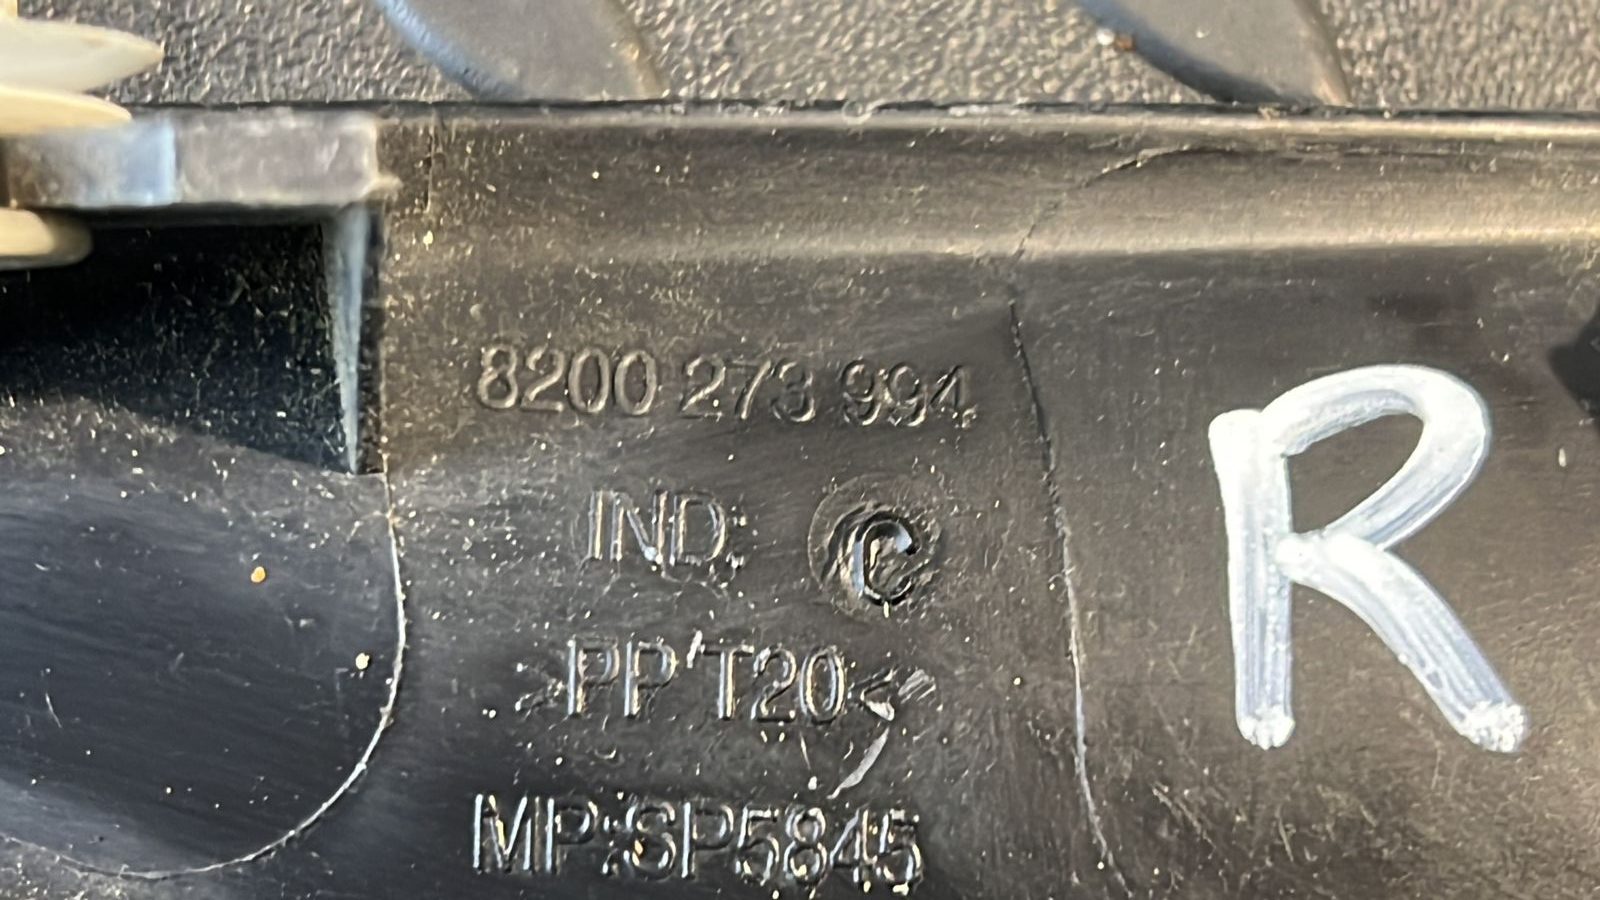 8200 273 994
IND: C
>PP T20<
MP:SP5845
R